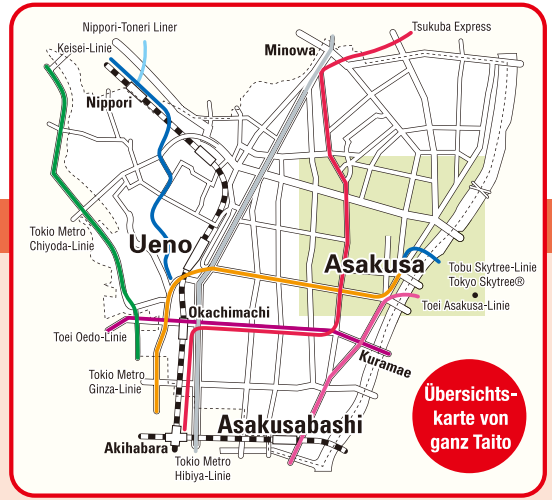 Nippori-Toneri Liner
Tsukuba Express
Keisei-Linie
Minowa
Nippori
Tokio Metro
Chiyoda-Linie
Ueno
Asakusa
Tobu Skytree-Linie
Tokyo Skytree®
Toei Asakusa-Linie
Okachimachi
Toei Oedo-Linie
Kuramae
Tokio Metro
Ginza-Linie
Übersichts-
karte von
ganz Taito
Asakusabashi
Akihabara
Tokio Metro
Hibiya-Linie